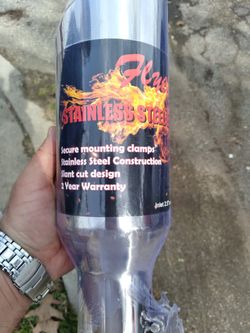 STAINLESS STEEL
Secure mounting clamps
Stainless Steel Construction
Slant cut design
2 Year Warranty